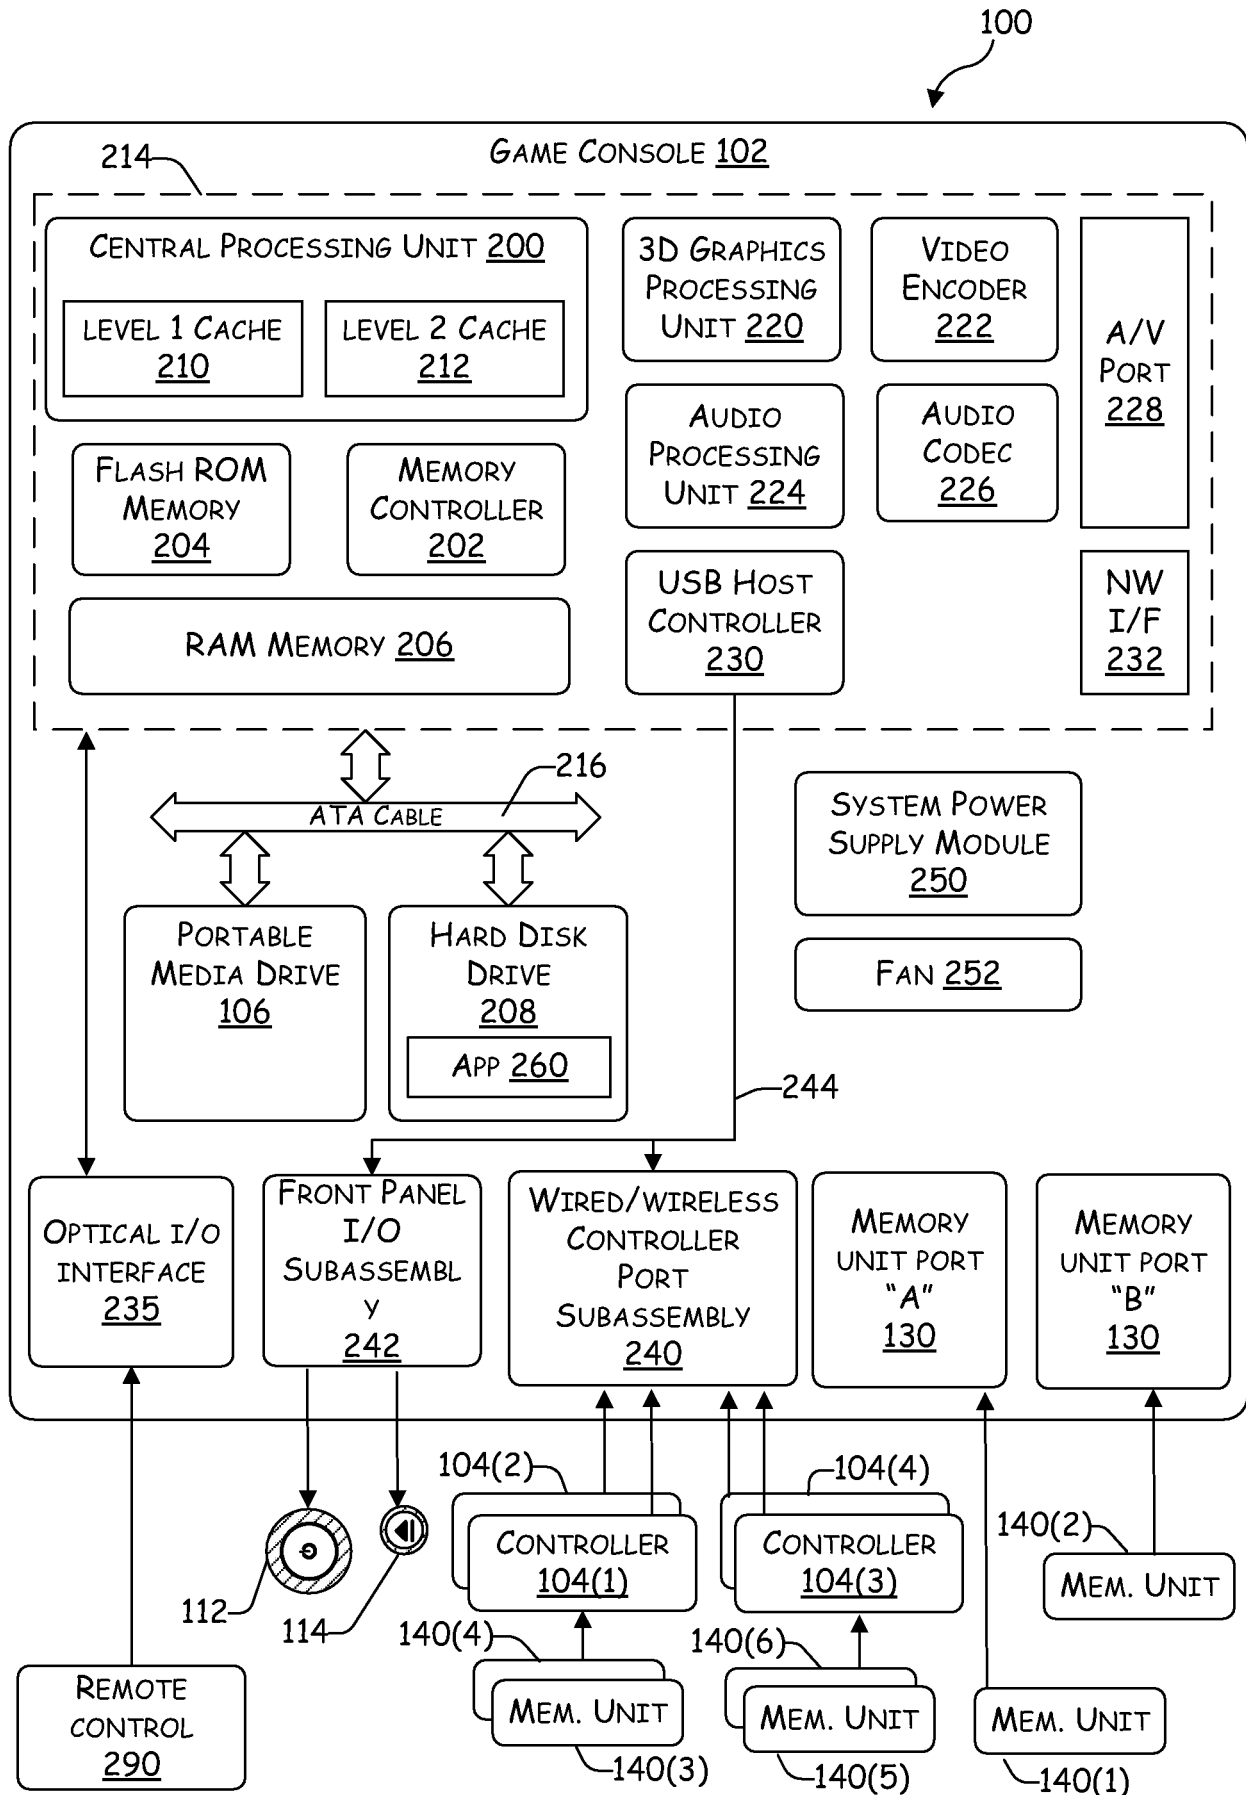 100
GAME CONSOLE 102
214
CENTRAL PROCESSING UNIT 200
LEVEL 1 CACHE
210
LEVEL 2 CACHE
212
3D GRAPHICS
PROCESSING
UNIT 220
VIDEO
ENCODER
222
A/V
PORT
228
FLASH ROM
MEMORY
204
MEMORY
CONTROLLER
202
AUDIO
PROCESSING
UNIT 224
AUDIO
CODEC
226
RAM MEMORY 206
USB HOST
CONTROLLER
230
NW
I/F
232
216
ATA CABLE
SYSTEM POWER
SUPPLY MODULE
250
PORTABLE
MEDIA DRIVE
106
HARD DISK
DRIVE
208
APP 260
FAN 252
244
OPTICAL I/O
INTERFACE
235
FRONT PANEL
I/O
SUBASSEMBL
Y
242
WIRED/WIRELESS
CONTROLLER
PORT
SUBASSEMBLY
240
MEMORY
UNIT PORT
“A”
130
MEMORY
UNIT PORT
“B”
130
104(2)
104(4)
CONTROLLER
104(1)
CONTROLLER
104(3)
140(2)
MEM. UNIT
112
114
140(4)
140(6)
REMOTE
CONTROL
290
MEM. UNIT
140(3)
MEM. UNIT
140(5)
MEM. UNIT
140(1)